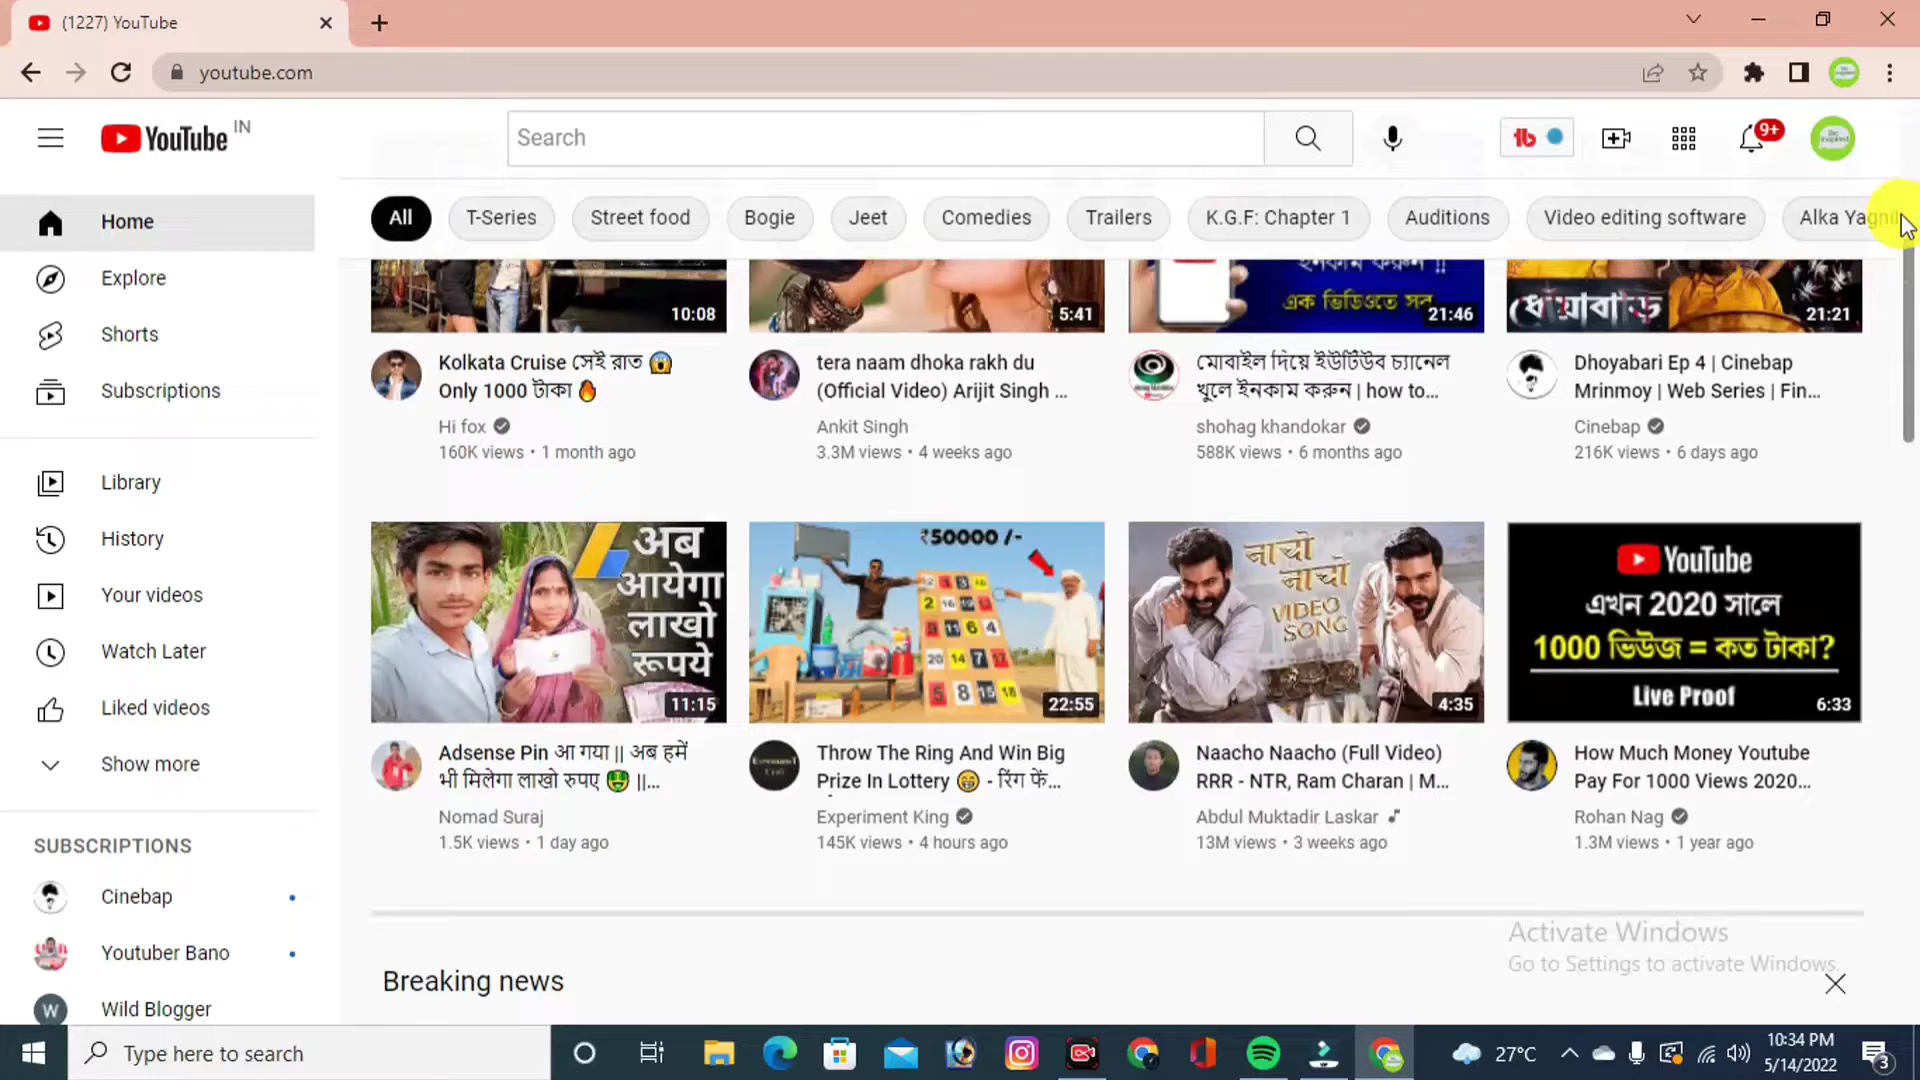 (1227) YouTube
youtube.com
YouTube IN
Search
9+
Home
Explore
Shorts
Subscriptions
Library
History
Your videos
Watch Later
Liked videos
Show more
SUBSCRIPTIONS
Cinebap
Youtuber Bano
W Wild Blogger
All T-Series Street food Bogie Jeet Comedies Trailers K.G.F: Chapter 1 Auditions Video editing software Alka Yagnik
10:08
5:41
ইনকাম করুন !!
এক ভিডিওতে সব
21:46
ধোঁয়াবাড়ি
21:21
Kolkata Cruise সেই রাত 😱
Only 1000 টাকা 🔥
Hi fox
160K views • 1 month ago
tera naam dhoka rakh du
(Official Video) Arijit Singh ...
Ankit Singh
3.3M views • 4 weeks ago
মোবাইল দিয়ে ইউটিউব চ্যানেল
খুলে ইনকাম করুন | how to...
shohag khandokar
588K views • 6 months ago
Dhoyabari Ep 4 | Cinebap
Mrinmoy | Web Series | Fin...
Cinebap
216K views • 6 days ago
अब
आयेगा
लाखो
रूपये
11:15
₹50000 /-
22:55
नाचो
नाचो
VIDEO
SONG
4:35
YouTube
এখন 2020 সালে
1000 ভিউজ = কত টাকা?
Live Proof
6:33
Adsense Pin आ गया || अब हमें
भी मिलेगा लाखो रुपए 🤑 ||...
Nomad Suraj
1.5K views • 1 day ago
Throw The Ring And Win Big
Prize In Lottery 😁 - रिंग फें...
Experiment King
145K views • 4 hours ago
Naacho Naacho (Full Video)
RRR - NTR, Ram Charan | M...
Abdul Muktadir Laskar
13M views • 3 weeks ago
How Much Money Youtube
Pay For 1000 Views 2020...
Rohan Nag
1.3M views • 1 year ago
Breaking news
Activate Windows
Go to Settings to activate Windows.
Type here to search
27°C
10:34 PM
5/14/2022
3